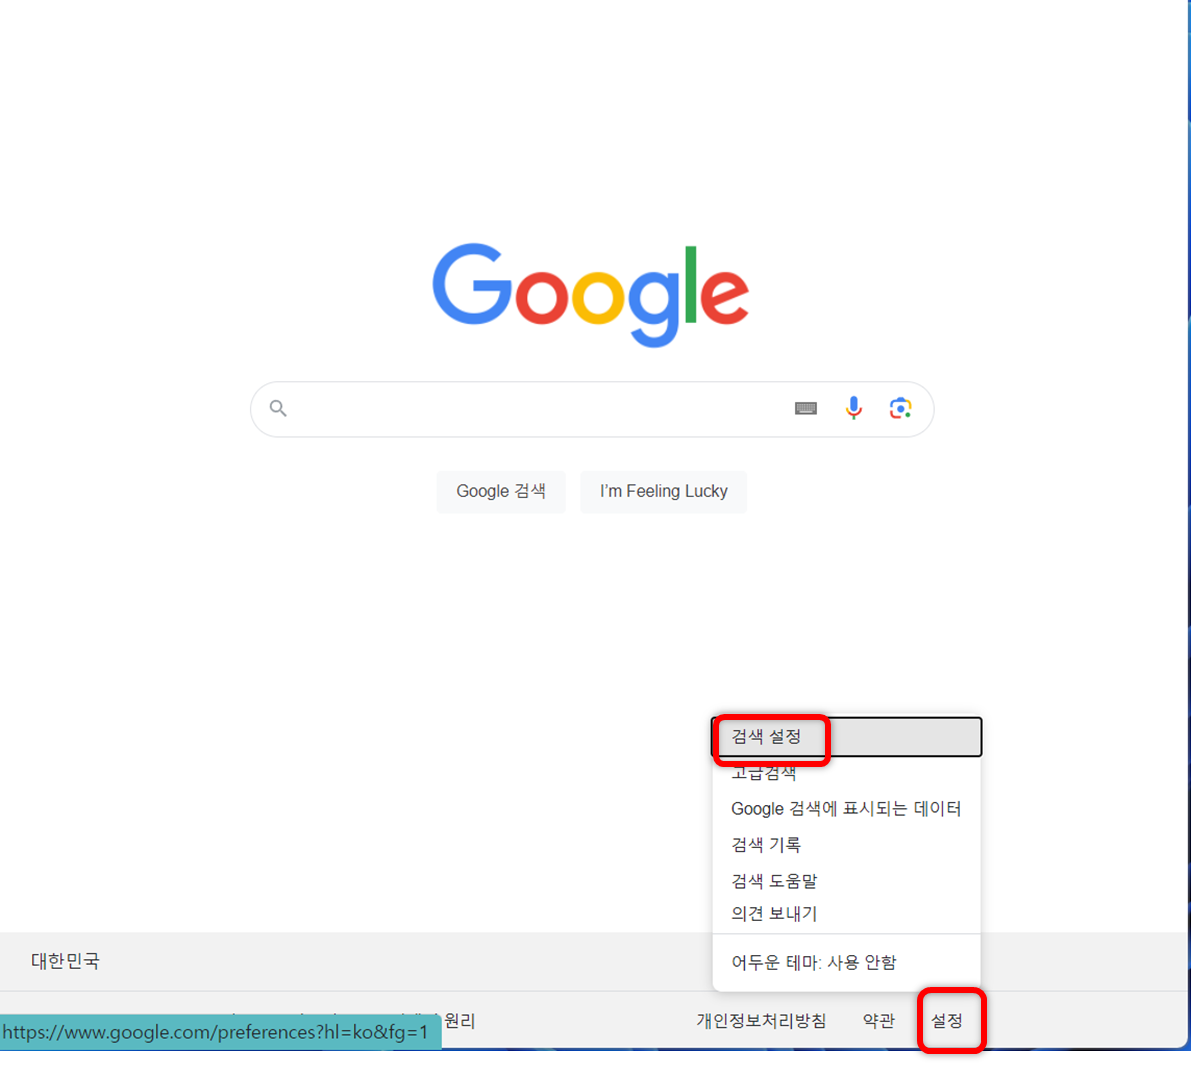 Google
Google 검색
I'm Feeling Lucky
검색 설정
고급검색
Google 검색에 표시되는 데이터
검색 기록
검색 도움말
의견 보내기
어두운 테마: 사용 안함
대한민국
원리
개인정보처리방침
약관
설정
https://www.google.com/preferences?hl=ko&fg=1